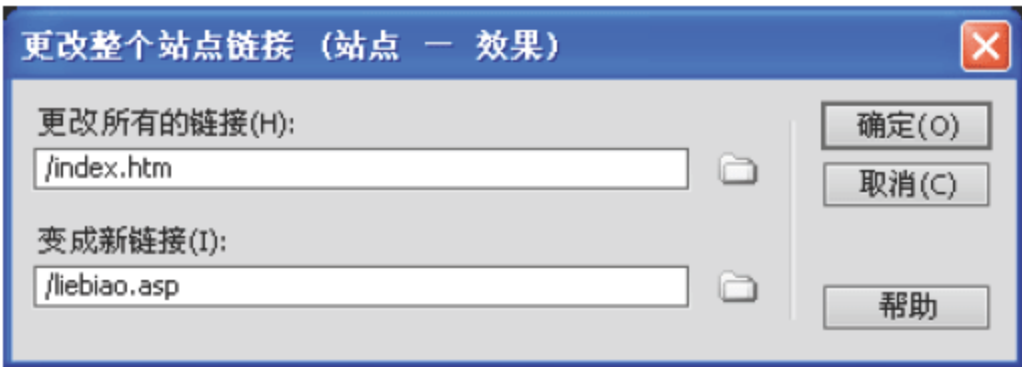 更改整个站点链接 (站点 － 效果)
更改所有的链接(H):
/index.htm
确定(O)
取消(C)
变成新链接(I):
/liebiao.asp
帮助